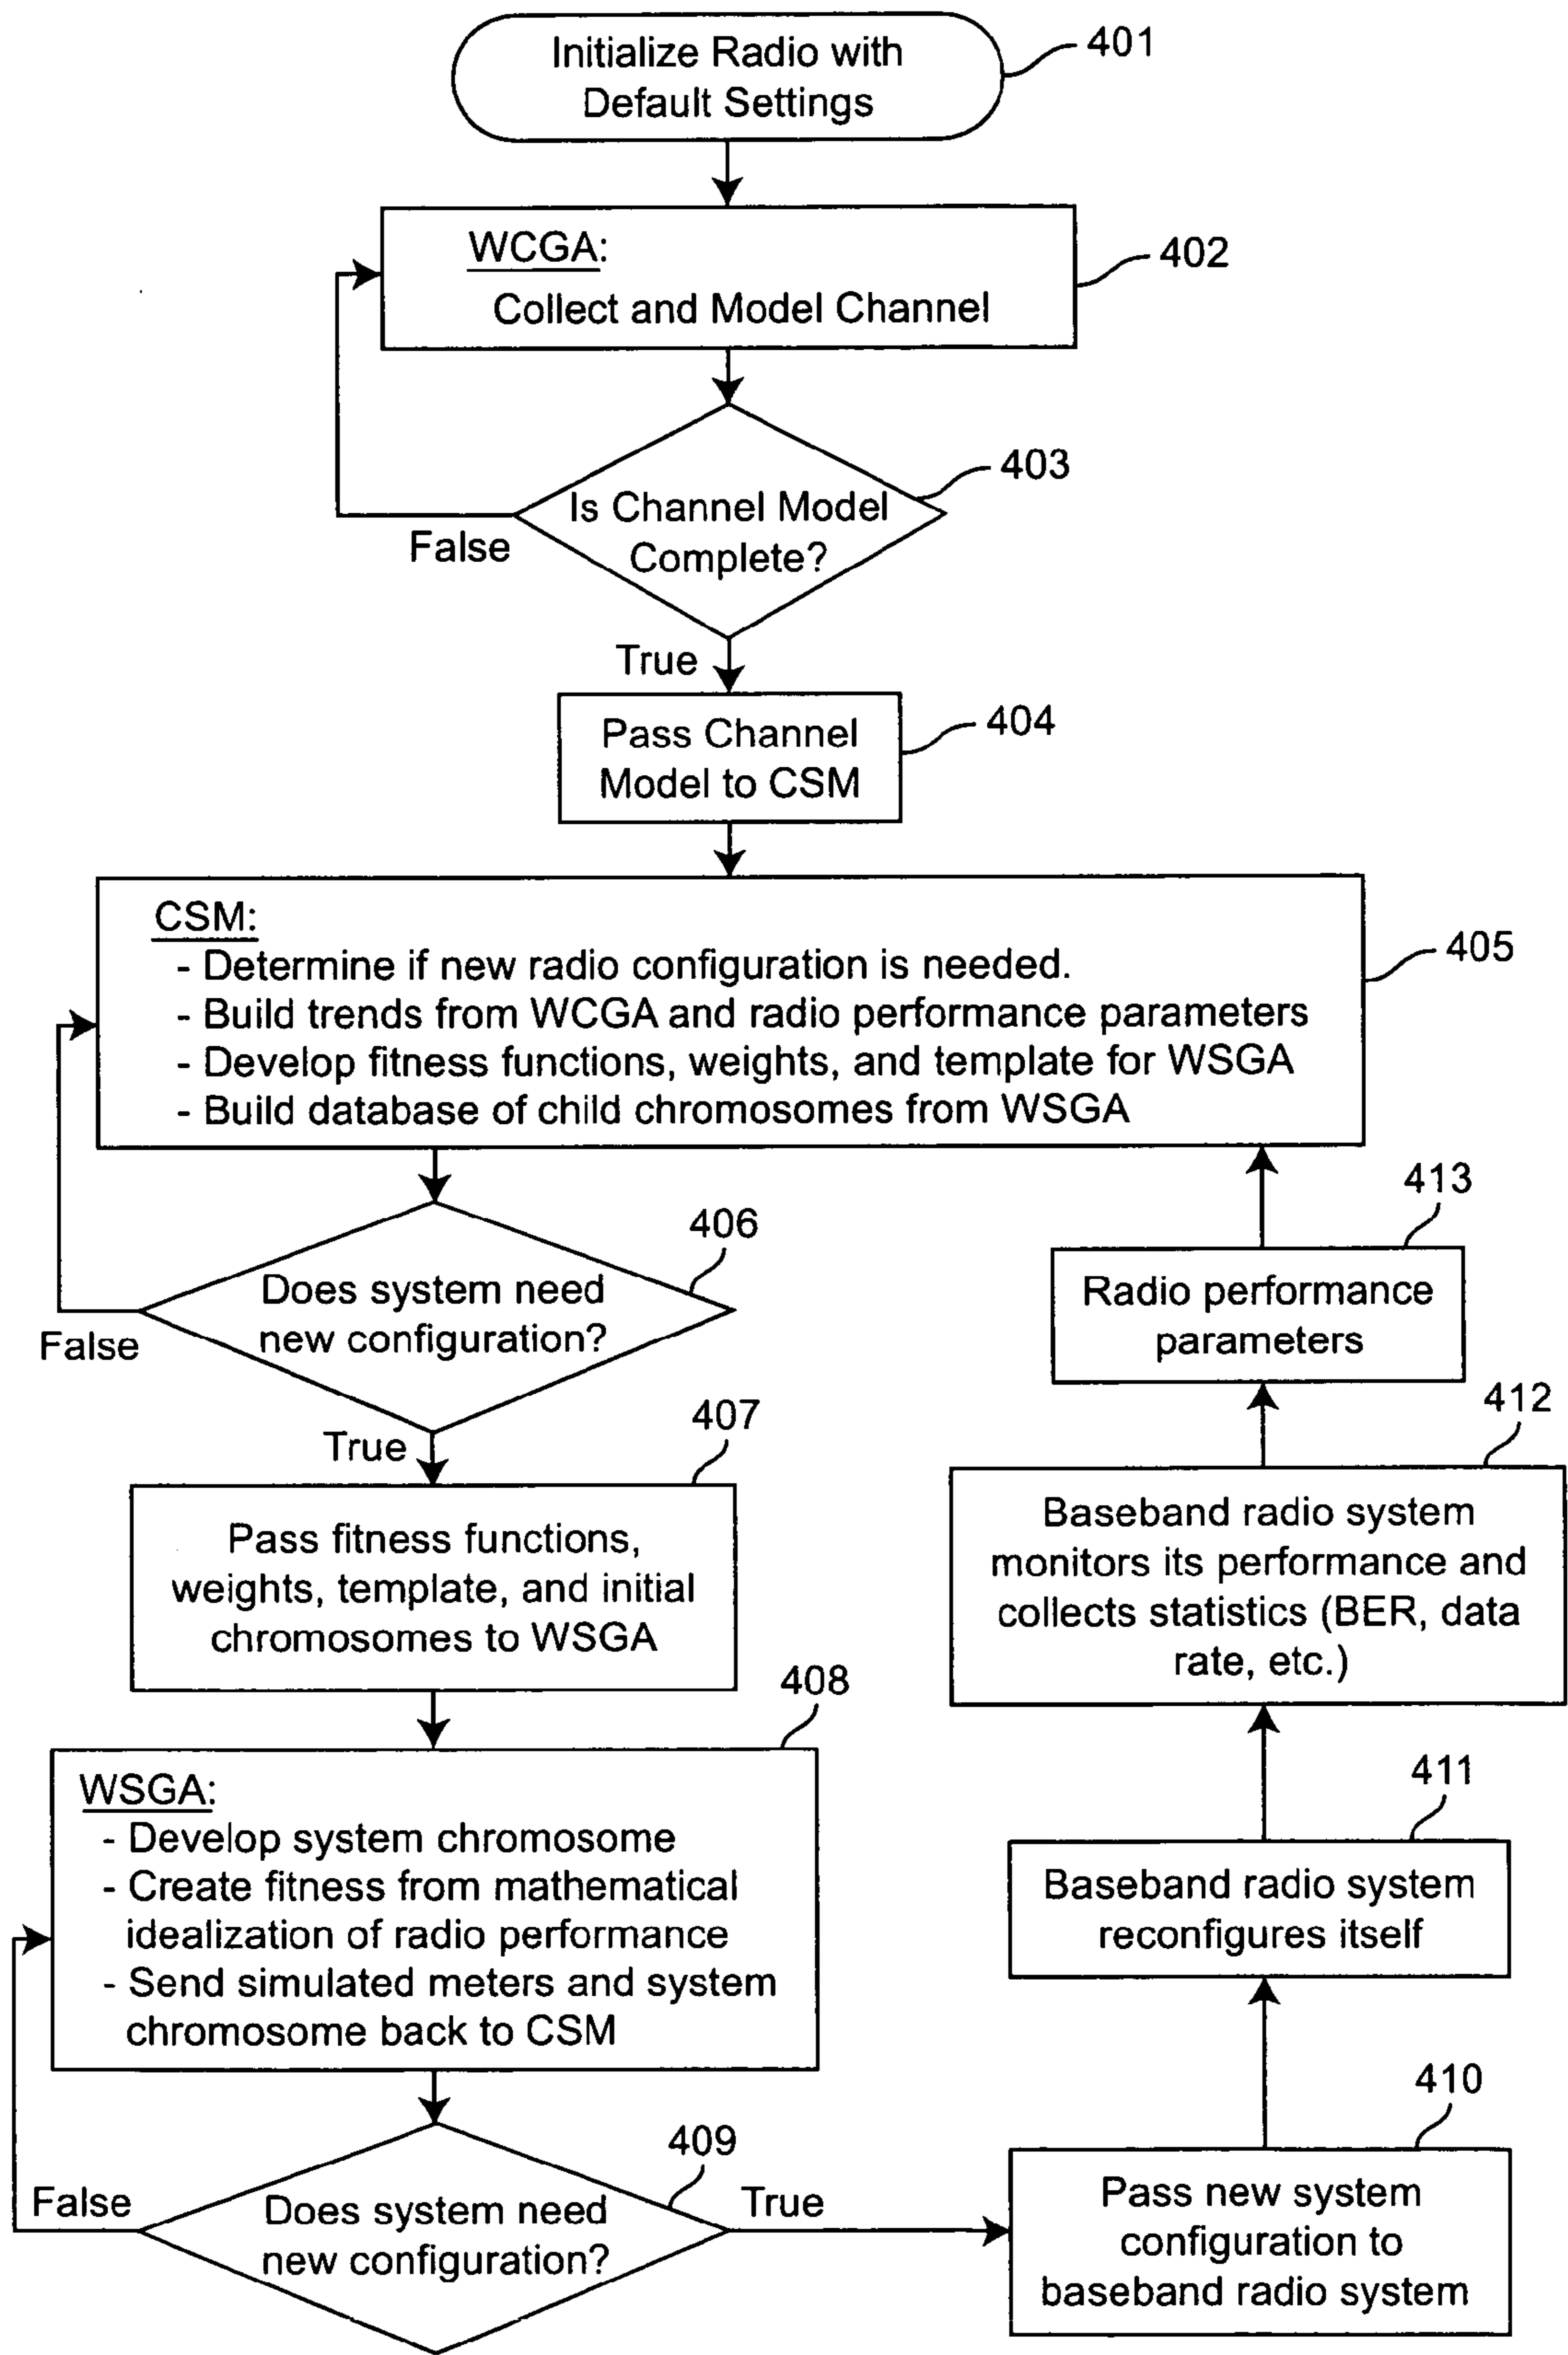 Initialize Radio with
Default Settings
401
WCGA:
Collect and Model Channel
402
403
Is Channel Model
Complete?
False
True
Pass Channel
Model to CSM
404
CSM:
- Determine if new radio configuration is needed.
- Build trends from WCGA and radio performance parameters
- Develop fitness functions, weights, and template for WSGA
- Build database of child chromosomes from WSGA
405
406
Does system need
new configuration?
False
True
407
Pass fitness functions,
weights, template, and initial
chromosomes to WSGA
408
WSGA:
- Develop system chromosome
- Create fitness from mathematical
idealization of radio performance
- Send simulated meters and system
chromosome back to CSM
409
Does system need
new configuration?
False
True
410
Pass new system
configuration to
baseband radio system
411
Baseband radio system
reconfigures itself
412
Baseband radio system
monitors its performance and
collects statistics (BER, data
rate, etc.)
413
Radio performance
parameters